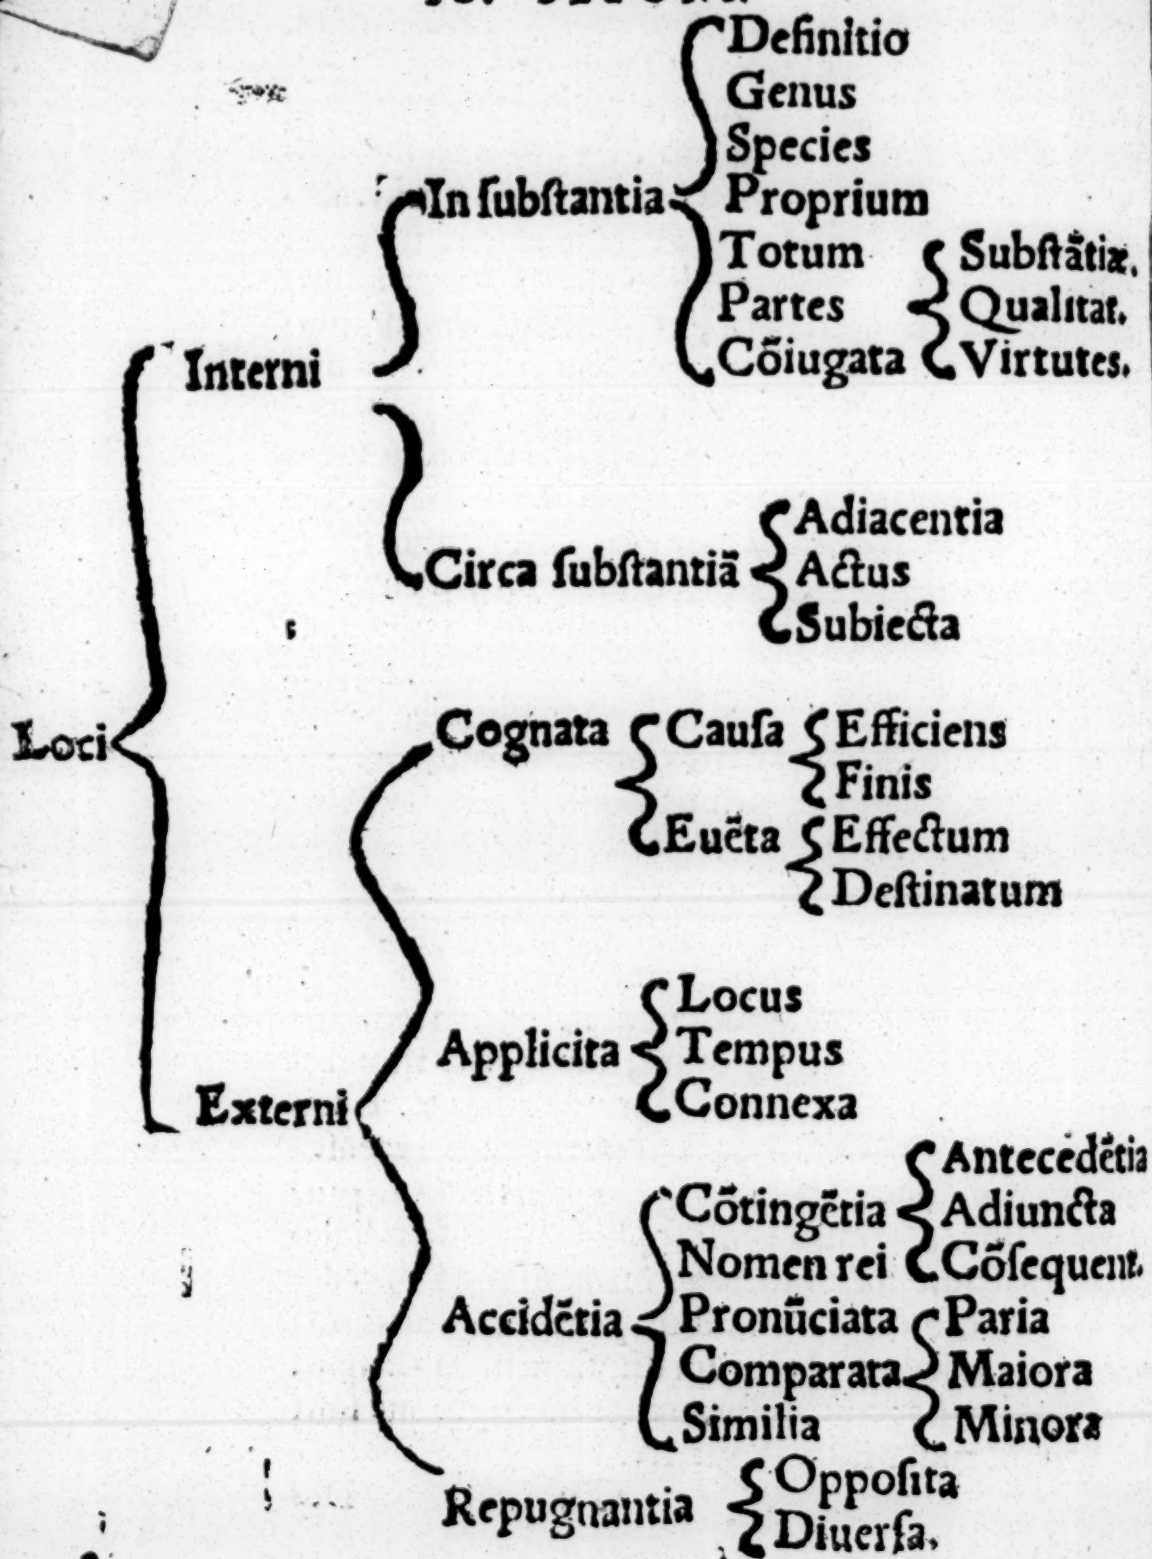 Definitio
Genus
Species
In ſubſtantia Proprium
Totum Subſtãtiæ.
Partes Qualitat.
Interni Cõiugata Virtutes.
Adiacentia
Circa ſubſtantiã Actus
Subiecta
Loci Cognata Cauſa Efficiens
Finis
Euẽta Effectum
Deſtinatum
Locus
Applicita Tempus
Externi Connexa
Antecedẽtia
Cõtingẽtia Adiuncta
Nomen rei Cõſequent.
Accidẽtia Pronũciata Paria
Comparata Maiora
Similia Minora
Repugnantia Oppoſita
Diuerſa.